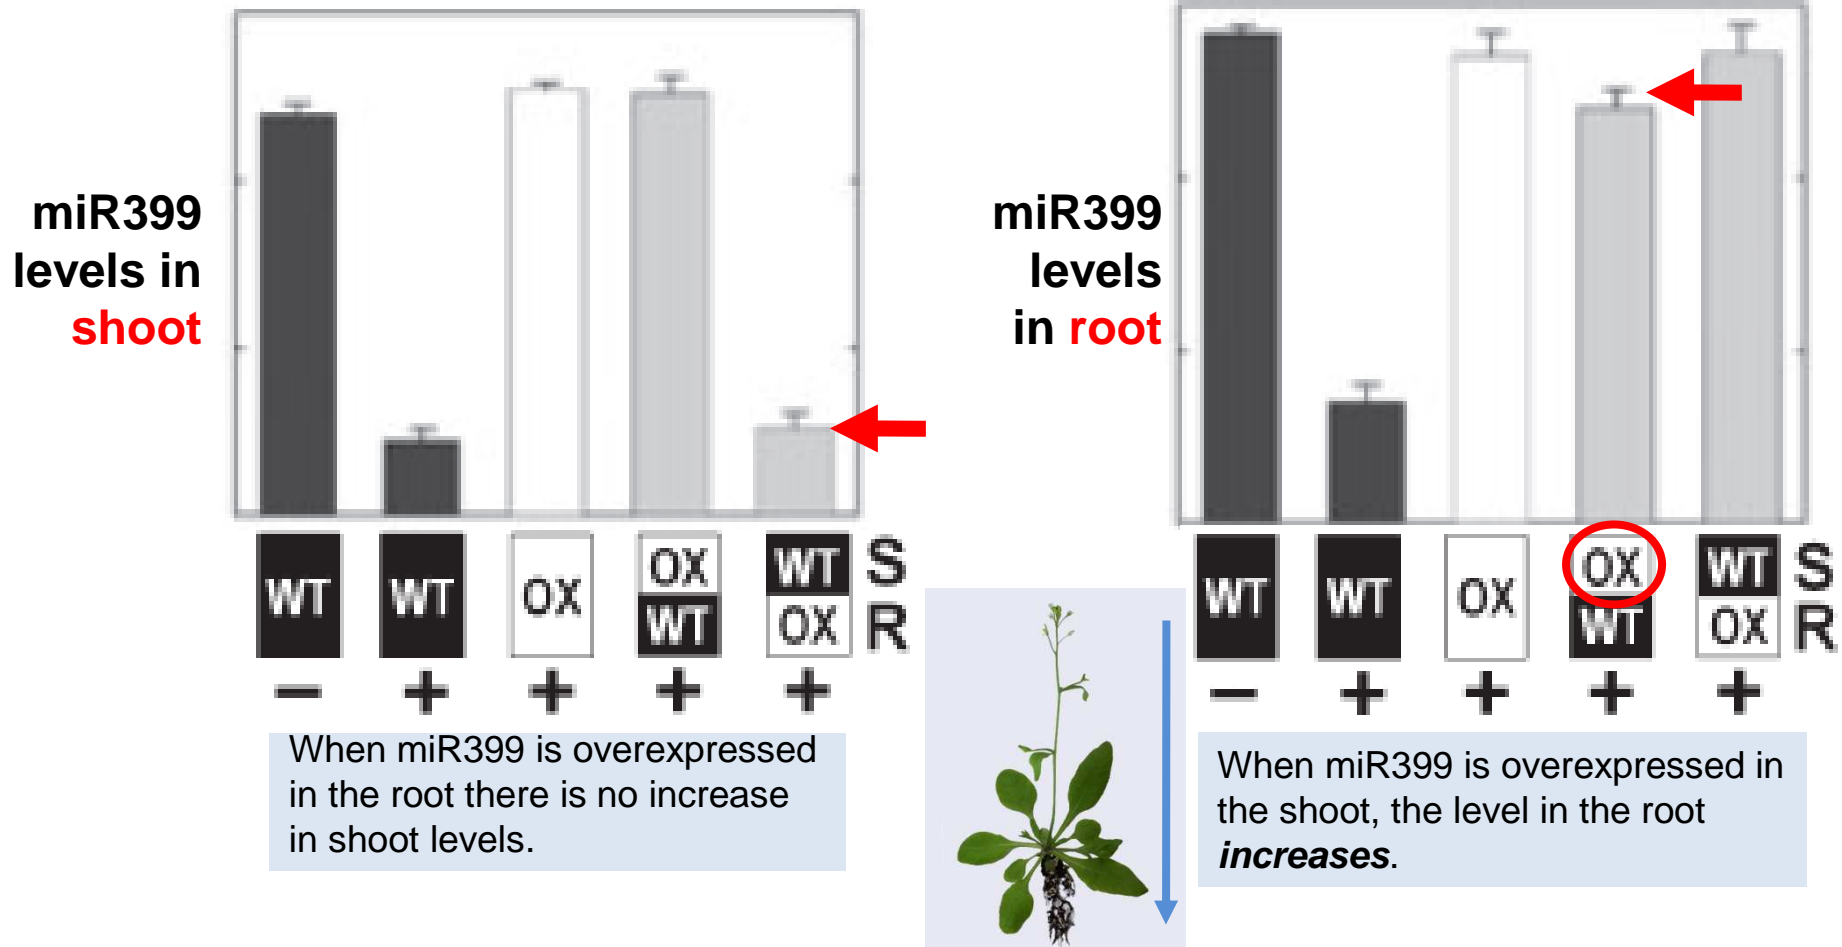 miR399
levels in
shoot
WT WT OX OX WT S
WT OX R
− + + + +
When miR399 is overexpressed
in the root there is no increase
in shoot levels.
miR399
levels
in root
WT WT OX OX WT S
WT OX R
− + + + +
When miR399 is overexpressed in
the shoot, the level in the root
increases.